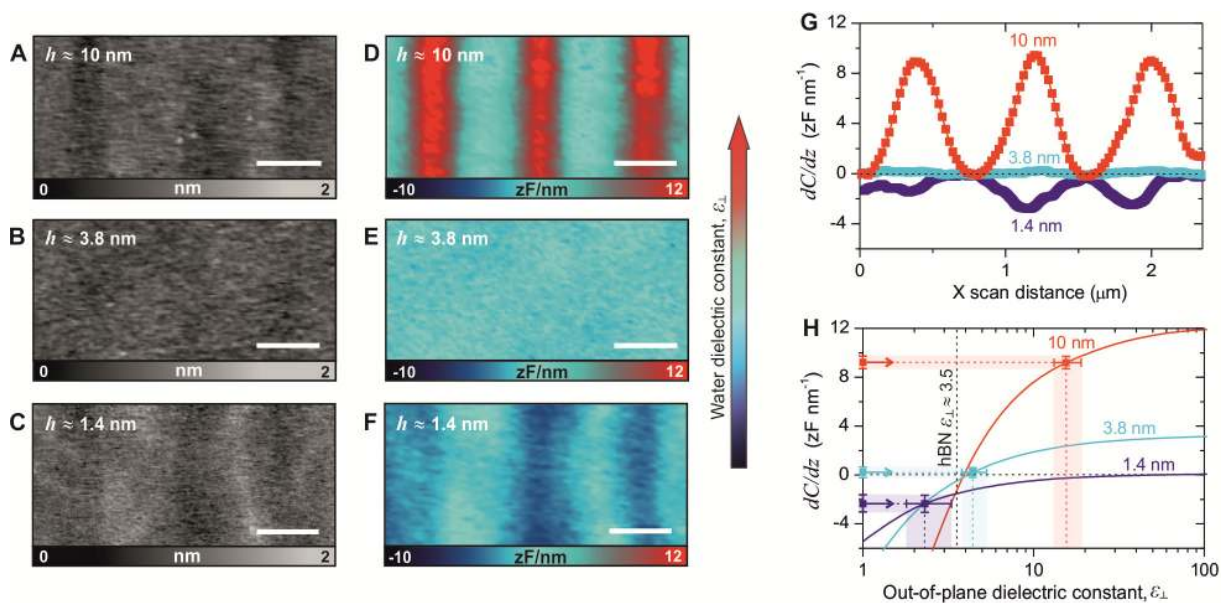 A
h ≈ 10 nm
0 nm 2
B
h ≈ 3.8 nm
0 nm 2
C
h ≈ 1.4 nm
0 nm 2
D
h ≈ 10 nm
-10 zF/nm 12
E
h ≈ 3.8 nm
-10 zF/nm 12
F
h ≈ 1.4 nm
-10 zF/nm 12
Water dielectric constant, ε⊥
G
dC/dz (zF nm⁻¹)
12
8
4
0
-4
10 nm
3.8 nm
1.4 nm
0 1 2
X scan distance (μm)
H
dC/dz (zF nm⁻¹)
12
8
4
0
-4
hBN ε⊥ ≈ 3.5
10 nm
3.8 nm
1.4 nm
1 10 100
Out-of-plane dielectric constant, ε⊥